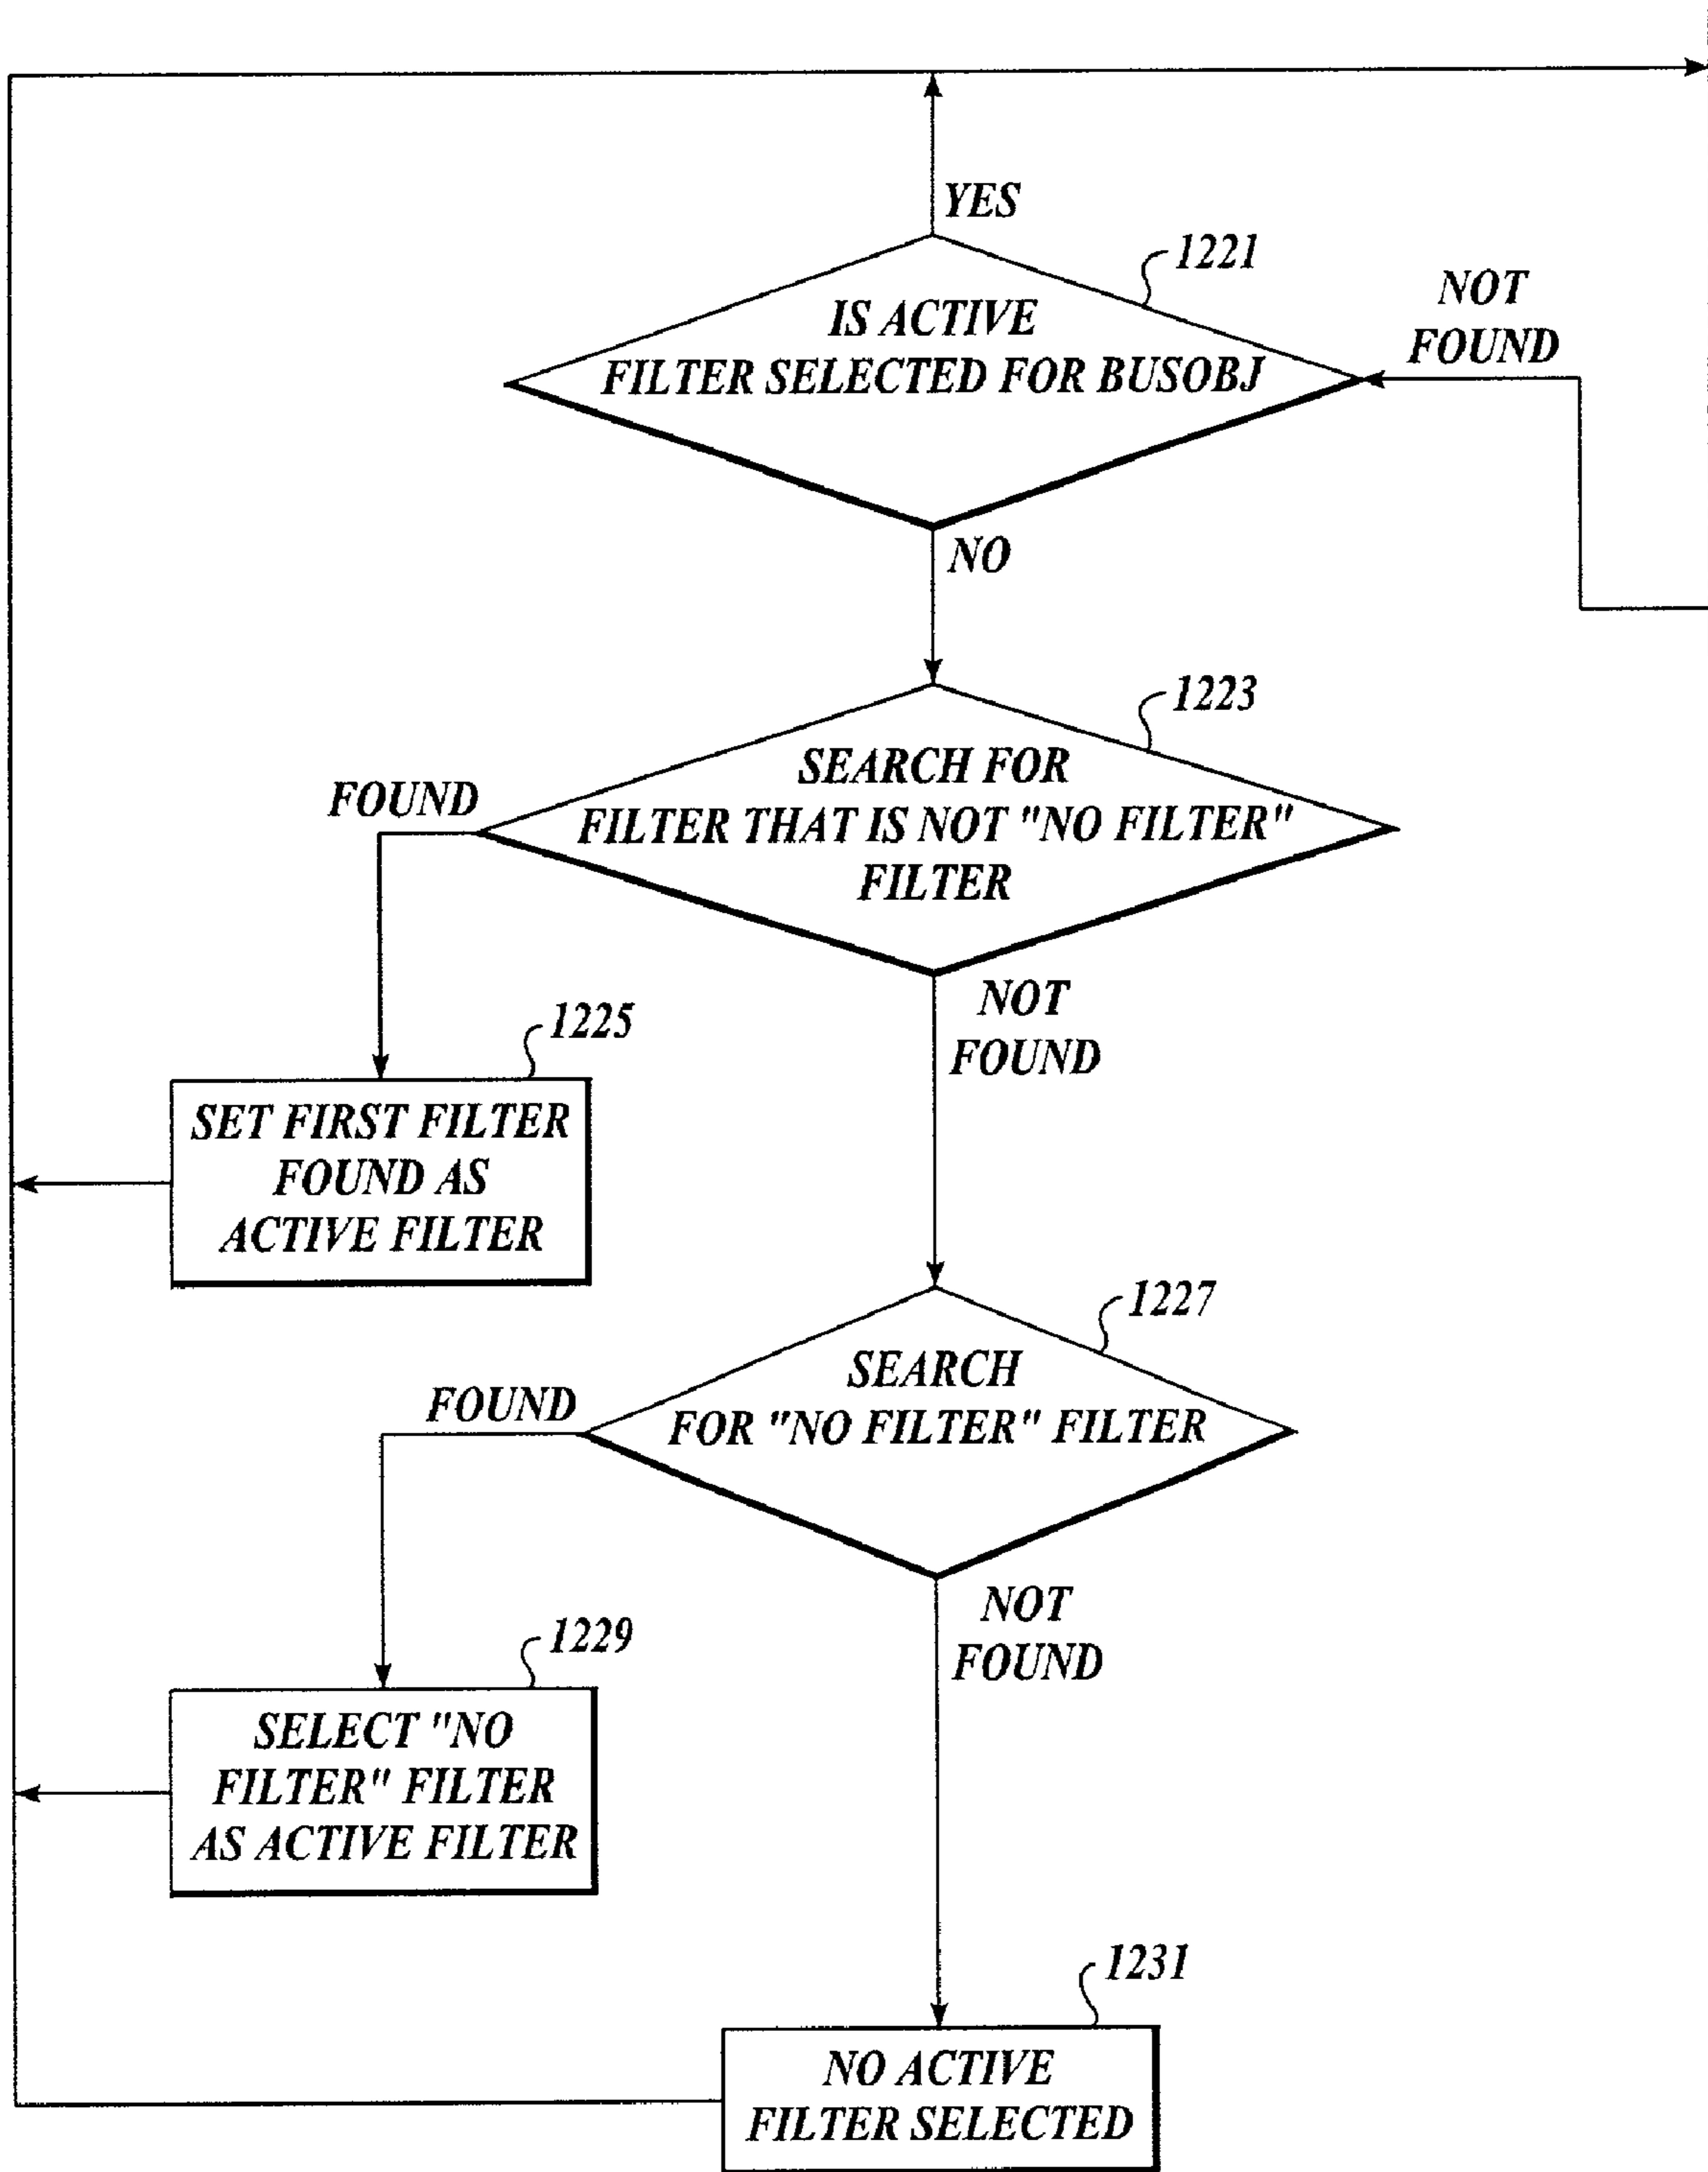 YES
1221
IS ACTIVE
FILTER SELECTED FOR BUSOBJ
NOT
FOUND
NO
1223
SEARCH FOR
FILTER THAT IS NOT "NO FILTER"
FILTER
FOUND
NOT
FOUND
1225
SET FIRST FILTER
FOUND AS
ACTIVE FILTER
1227
SEARCH
FOR "NO FILTER" FILTER
FOUND
NOT
FOUND
1229
SELECT "NO
FILTER" FILTER
AS ACTIVE FILTER
1231
NO ACTIVE
FILTER SELECTED